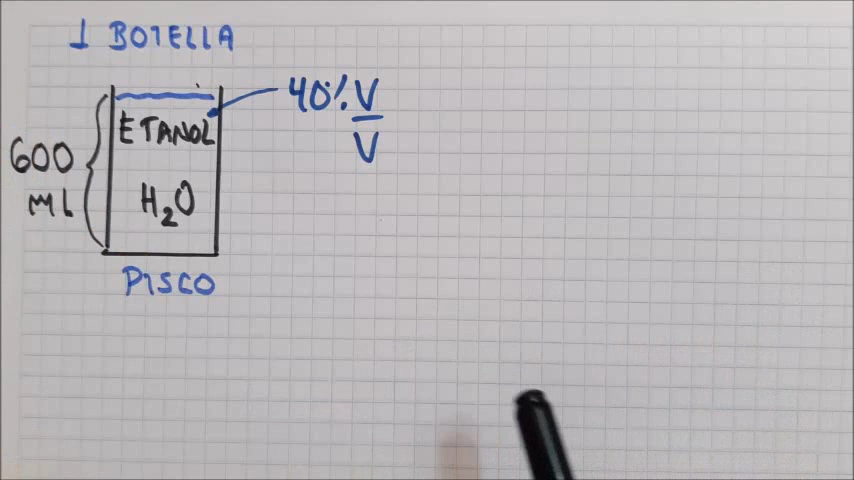 1 BOTELLA
40% V/V
ETANOL
600 ml
H₂O
PISCO